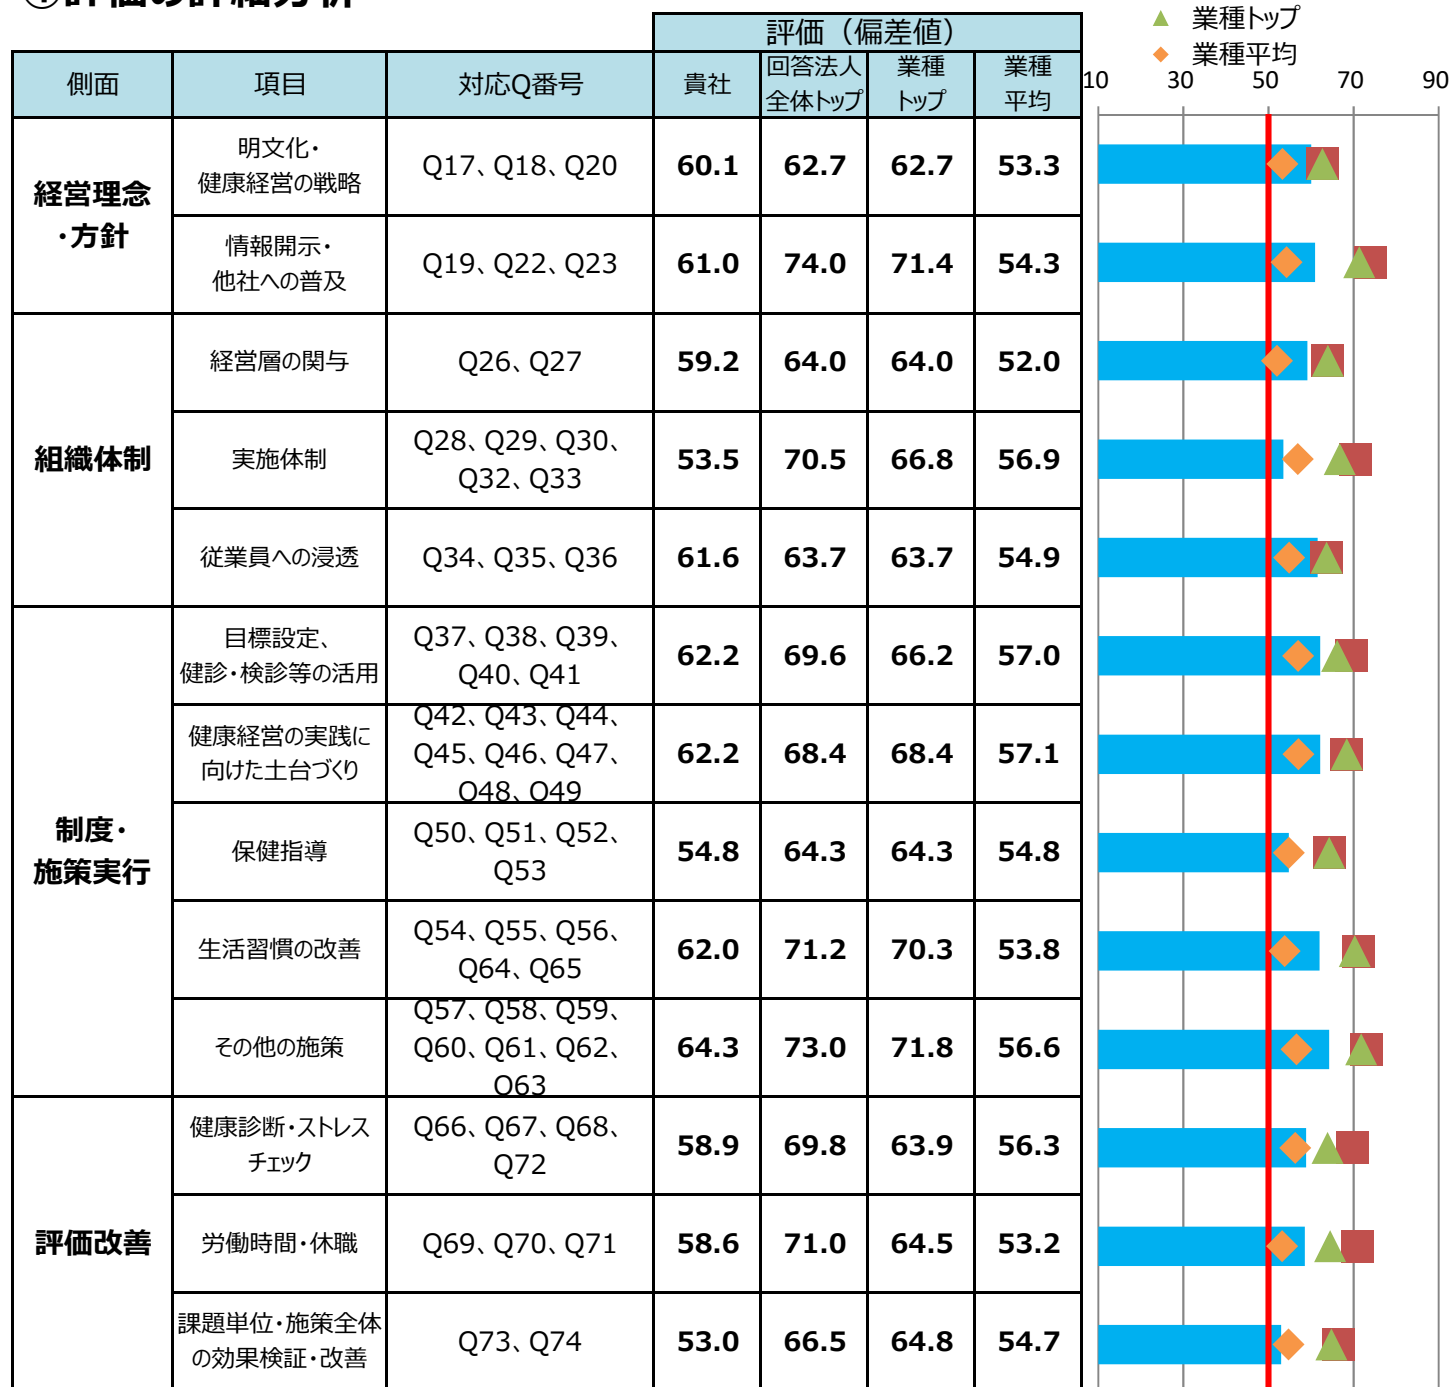 ①評価の詳細分析
▲ 業種トップ
◆ 業種平均
評価（偏差値）
側面 項目 対応Q番号 貴社 回答法人 業種 業種
全体トップ トップ 平均
10 30 50 70 90
経営理念
・方針
明文化・
健康経営の戦略
Q17、Q18、Q20 60.1 62.7 62.7 53.3
情報開示・
他社への普及
Q19、Q22、Q23 61.0 74.0 71.4 54.3
組織体制
経営層の関与 Q26、Q27 59.2 64.0 64.0 52.0
実施体制
Q28、Q29、Q30、
Q32、Q33
53.5 70.5 66.8 56.9
従業員への浸透 Q34、Q35、Q36 61.6 63.7 63.7 54.9
制度・
施策実行
目標設定、
健診・検診等の活用
Q37、Q38、Q39、
Q40、Q41
62.2 69.6 66.2 57.0
健康経営の実践に
向けた土台づくり
Q42、Q43、Q44、
Q45、Q46、Q47、
Q48、Q49
62.2 68.4 68.4 57.1
保健指導
Q50、Q51、Q52、
Q53
54.8 64.3 64.3 54.8
生活習慣の改善
Q54、Q55、Q56、
Q64、Q65
62.0 71.2 70.3 53.8
その他の施策
Q57、Q58、Q59、
Q60、Q61、Q62、
Q63
64.3 73.0 71.8 56.6
評価改善
健康診断・ストレス
チェック
Q66、Q67、Q68、
Q72
58.9 69.8 63.9 56.3
労働時間・休職 Q69、Q70、Q71 58.6 71.0 64.5 53.2
課題単位・施策全体
の効果検証・改善
Q73、Q74 53.0 66.5 64.8 54.7